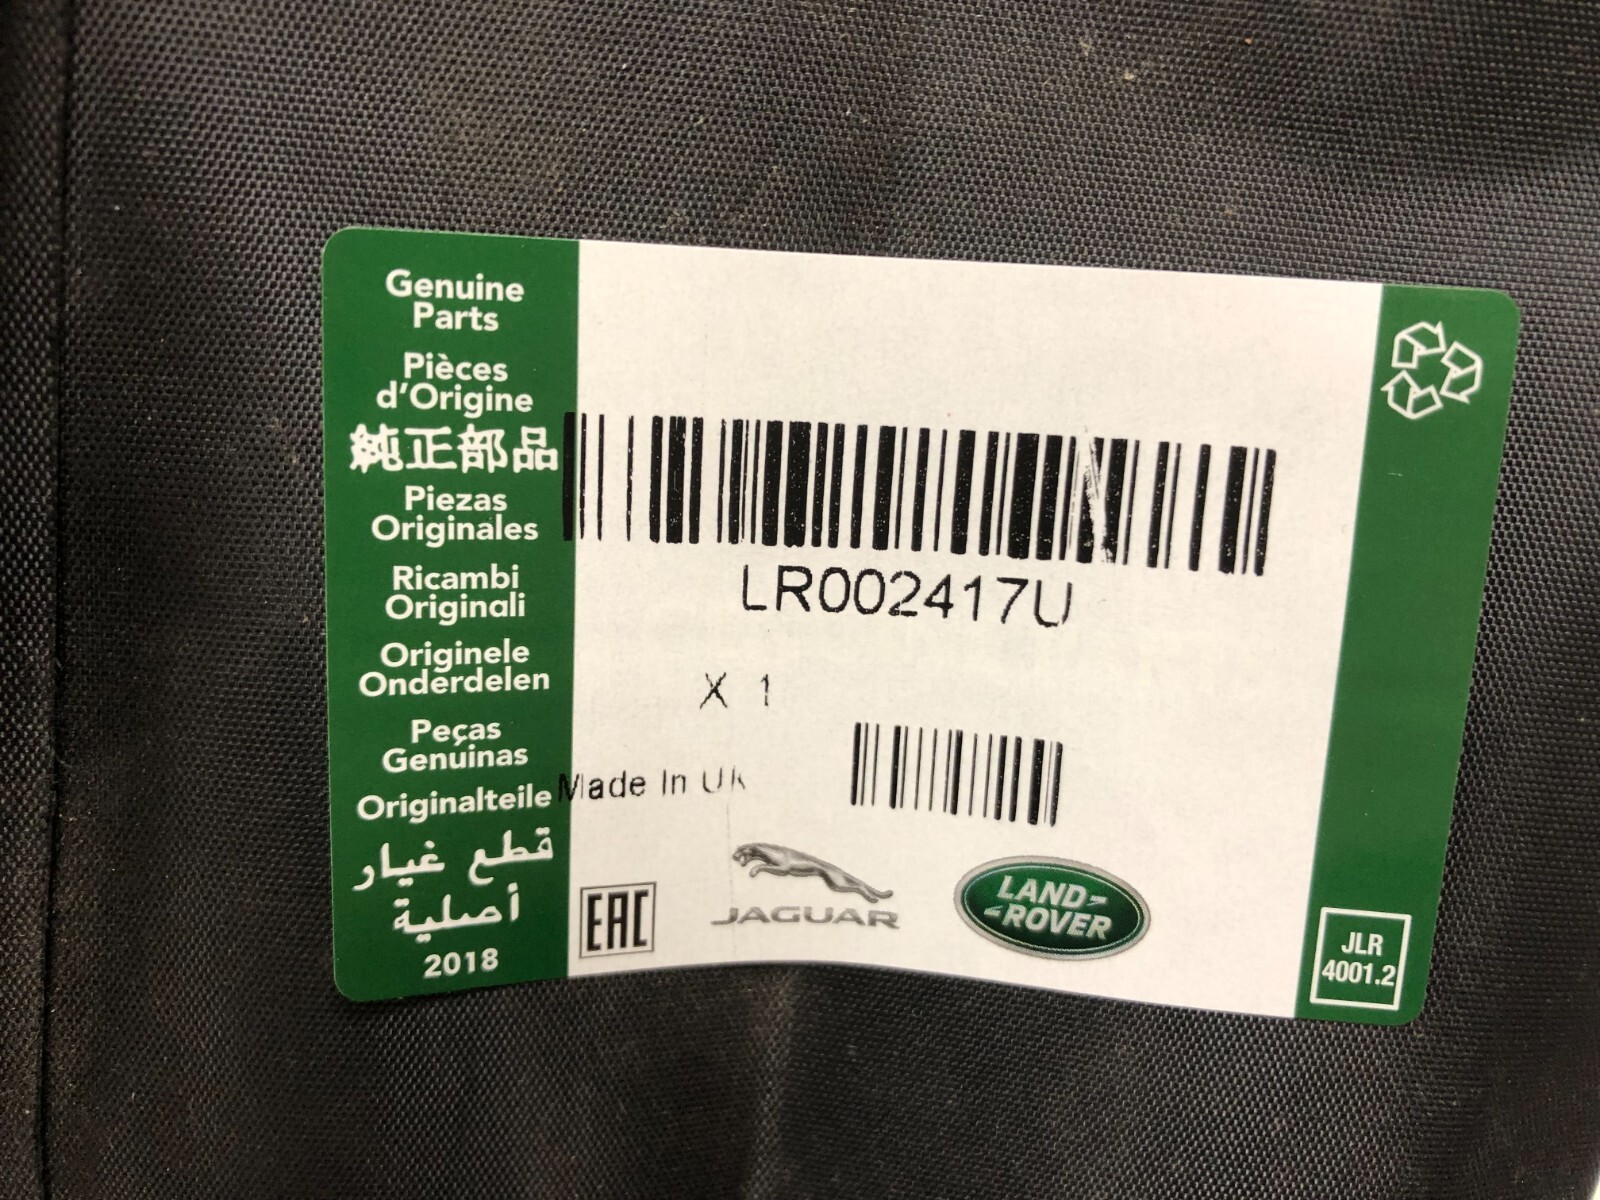 Genuine
Parts
Pièces
d'Origine
純正部品
Piezas
Originales
Ricambi
Originali
Originele
Onderdelen
Peças
Genuinas
Originalteile
قطع غيار
أصلية
2018
LR002417U
X 1
Made In UK
EAC
JAGUAR
LAND
ROVER
JLR
4001.2